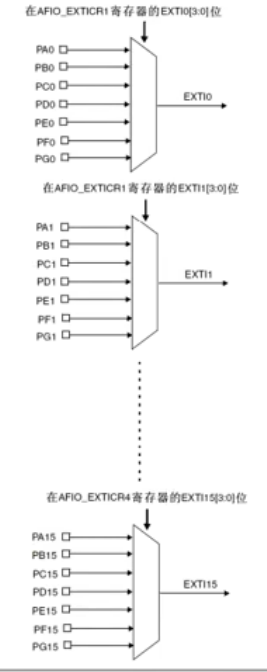 在AFIO_EXTICR1寄存器的EXTI0[3:0]位
PA0
PB0
PC0
PD0
PE0
PF0
PG0
EXTI0
在AFIO_EXTICR1寄存器的EXTI1[3:0]位
PA1
PB1
PC1
PD1
PE1
PF1
PG1
EXTI1
在AFIO_EXTICR4寄存器的EXTI15[3:0]位
PA15
PB15
PC15
PD15
PE15
PF15
PG15
EXTI15